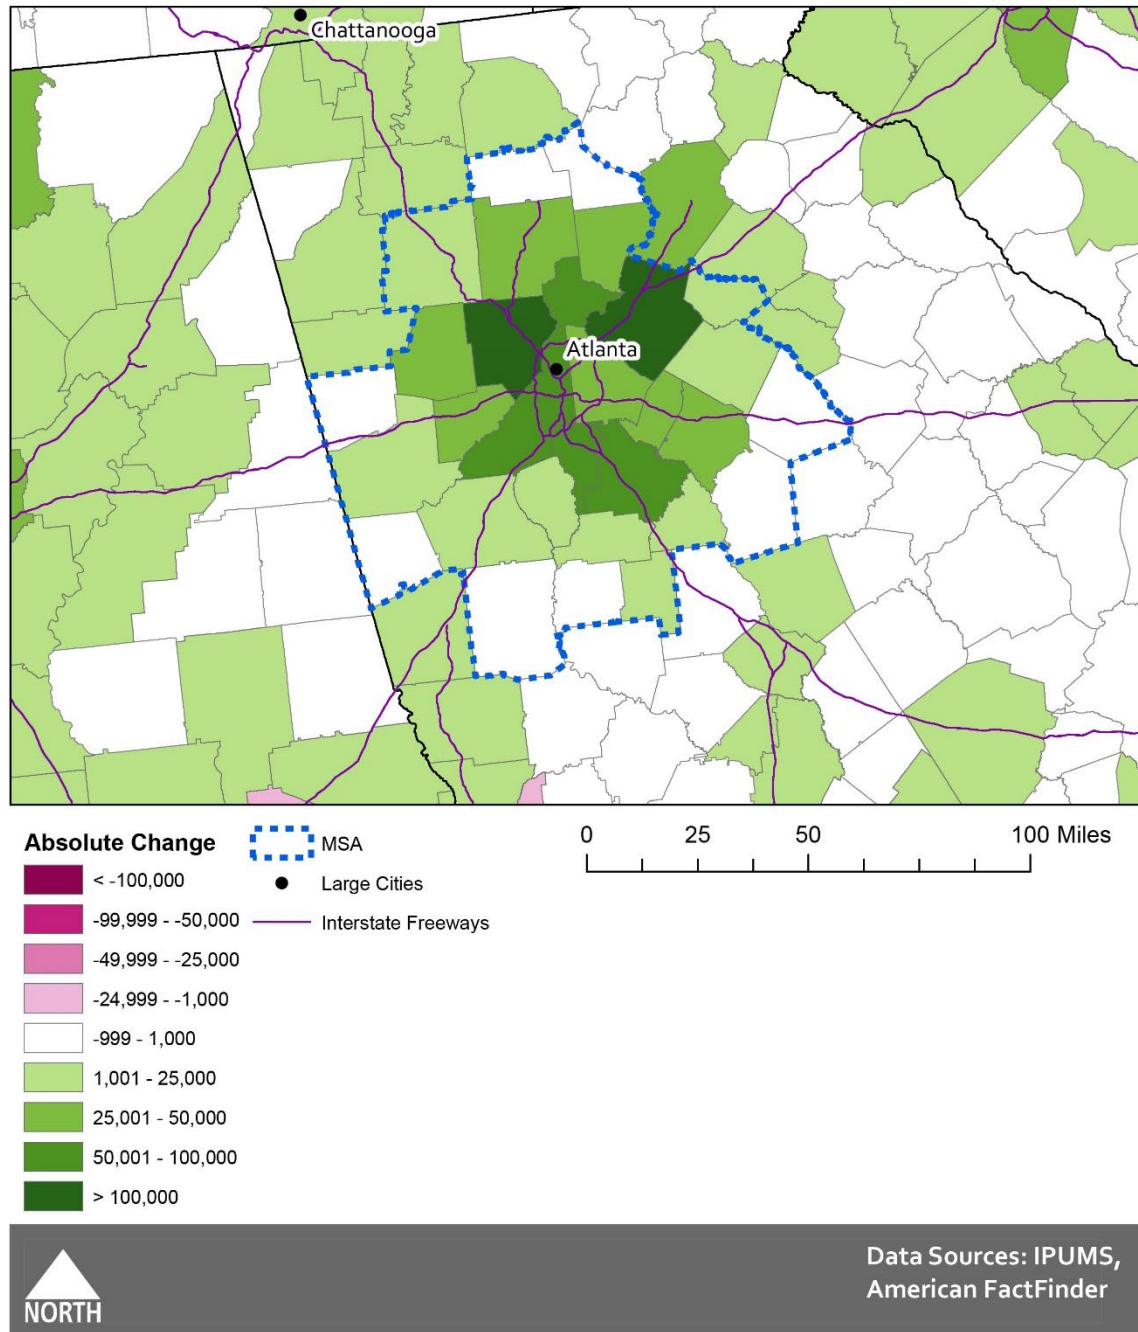 Chattanooga
Atlanta
Absolute Change
< -100,000
-99,999 - -50,000
-49,999 - -25,000
-24,999 - -1,000
-999 - 1,000
1,001 - 25,000
25,001 - 50,000
50,001 - 100,000
> 100,000
MSA
Large Cities
Interstate Freeways
0 25 50 100 Miles
NORTH
Data Sources: IPUMS,
American FactFinder